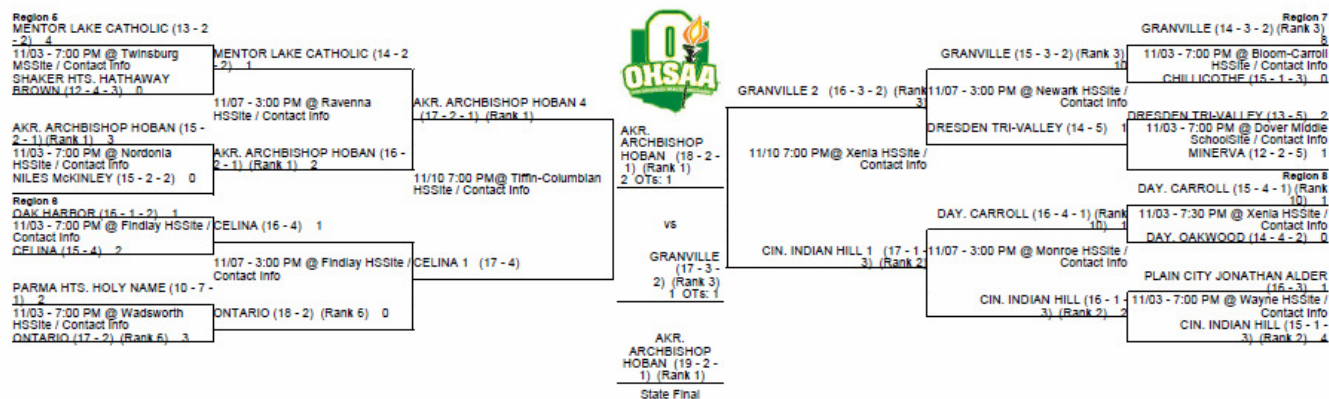 Region 5
MENTOR LAKE CATHOLIC (13 - 2
- 2) 4
11/03 - 7:00 PM @ Twinsburg
MSSite / Contact Info
SHAKER HTS. HATHAWAY
BROWN (12 - 4 - 3) 0
MENTOR LAKE CATHOLIC (14 - 2
- 2) 1
11/07 - 3:00 PM @ Ravenna
HSSite / Contact Info
AKR. ARCHBISHOP HOBAN (15 -
2 - 1) (Rank 1) 3
11/03 - 7:00 PM @ Nordonia
HSSite / Contact Info
NILES McKINLEY (15 - 2 - 2) 0
AKR. ARCHBISHOP HOBAN (16 -
2 - 1) (Rank 1) 2
AKR. ARCHBISHOP HOBAN 4
(17 - 2 - 1) (Rank 1)
11/10 7:00 PM@ Tiffin-Columbian
HSSite / Contact Info
Region 6
OAK HARBOR (16 - 1 - 2) 1
11/03 - 7:00 PM @ Findlay HSSite /
Contact Info
CELINA (15 - 4) 2
CELINA (16 - 4) 1
11/07 - 3:00 PM @ Findlay HSSite /
Contact Info
CELINA 1 (17 - 4)
PARMA HTS. HOLY NAME (10 - 7 -
1) 2
11/03 - 7:00 PM @ Wadsworth
HSSite / Contact Info
ONTARIO (17 - 2) (Rank 6) 3
ONTARIO (18 - 2) (Rank 6) 0
OHSAA
AKR.
ARCHBISHOP
HOBAN (18 - 2 -
1) (Rank 1)
2 OTs: 1
vs
GRANVILLE
(17 - 3 -
2) (Rank 3)
1 OTs: 1
AKR.
ARCHBISHOP
HOBAN (19 - 2 -
1) (Rank 1)
State Final
GRANVILLE 2 (16 - 3 - 2) (Rank
3)
11/10 7:00 PM@ Xenia HSSite /
Contact Info
CIN. INDIAN HILL 1 (17 - 1 -
3) (Rank 2)
GRANVILLE (15 - 3 - 2) (Rank 3)
10
11/07 - 3:00 PM @ Newark HSSite /
Contact Info
DRESDEN TRI-VALLEY (14 - 5) 1
DAY. CARROLL (16 - 4 - 1) (Rank
10) 1
11/07 - 3:00 PM @ Monroe HSSite /
Contact Info
CIN. INDIAN HILL (16 - 1 -
3) (Rank 2) 2
Region 7
GRANVILLE (14 - 3 - 2) (Rank 3)
8
11/03 - 7:00 PM @ Bloom-Carroll
HSSite / Contact Info
CHILLICOTHE (15 - 1 - 3) 0
DRESDEN TRI-VALLEY (13 - 5) 2
11/03 - 7:00 PM @ Dover Middle
SchoolSite / Contact Info
MINERVA (12 - 2 - 5) 1
Region 8
DAY. CARROLL (15 - 4 - 1) (Rank
10) 1
11/03 - 7:30 PM @ Xenia HSSite /
Contact Info
DAY. OAKWOOD (14 - 4 - 2) 0
PLAIN CITY JONATHAN ALDER
(16 - 3) 1
11/03 - 7:00 PM @ Wayne HSSite /
Contact Info
CIN. INDIAN HILL (15 - 1 -
3) (Rank 2) 4